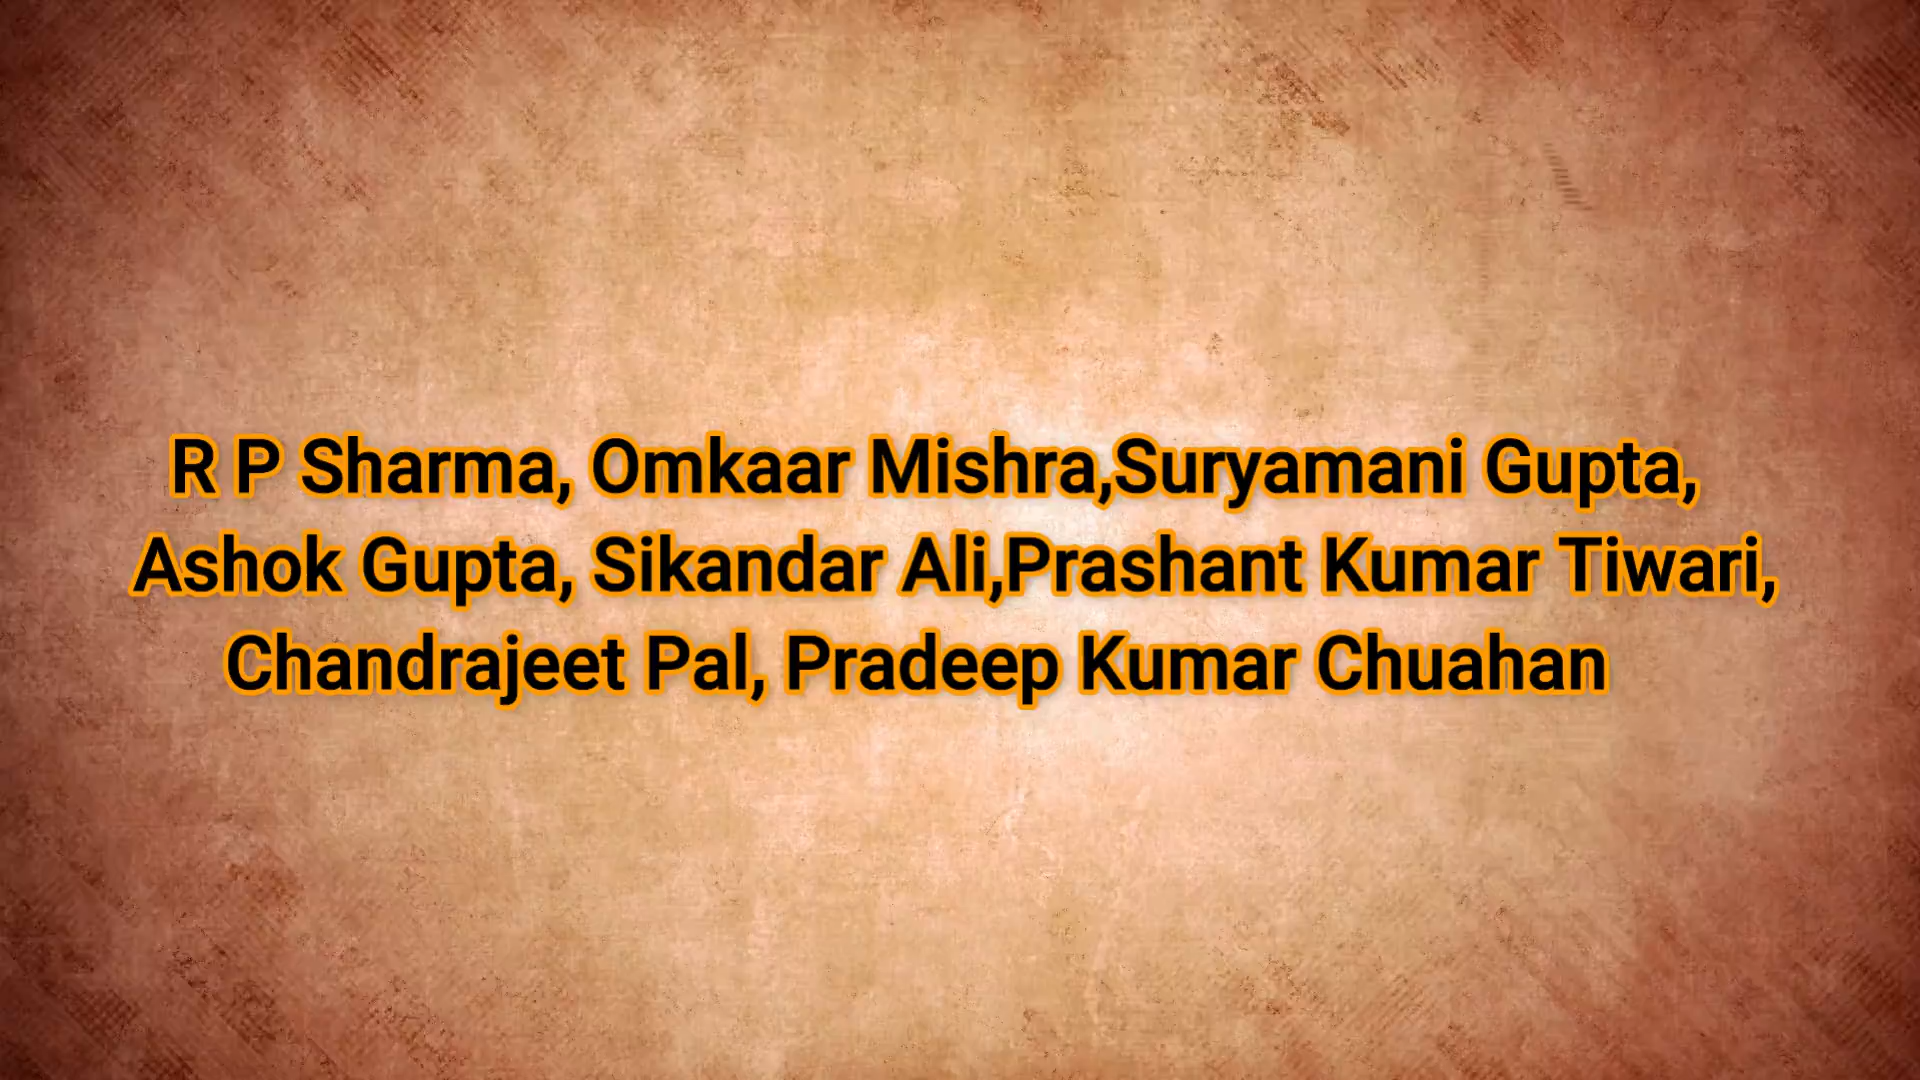 R P Sharma, Omkaar Mishra,Suryamani Gupta,
Ashok Gupta, Sikandar Ali,Prashant Kumar Tiwari,
Chandrajeet Pal, Pradeep Kumar Chuahan